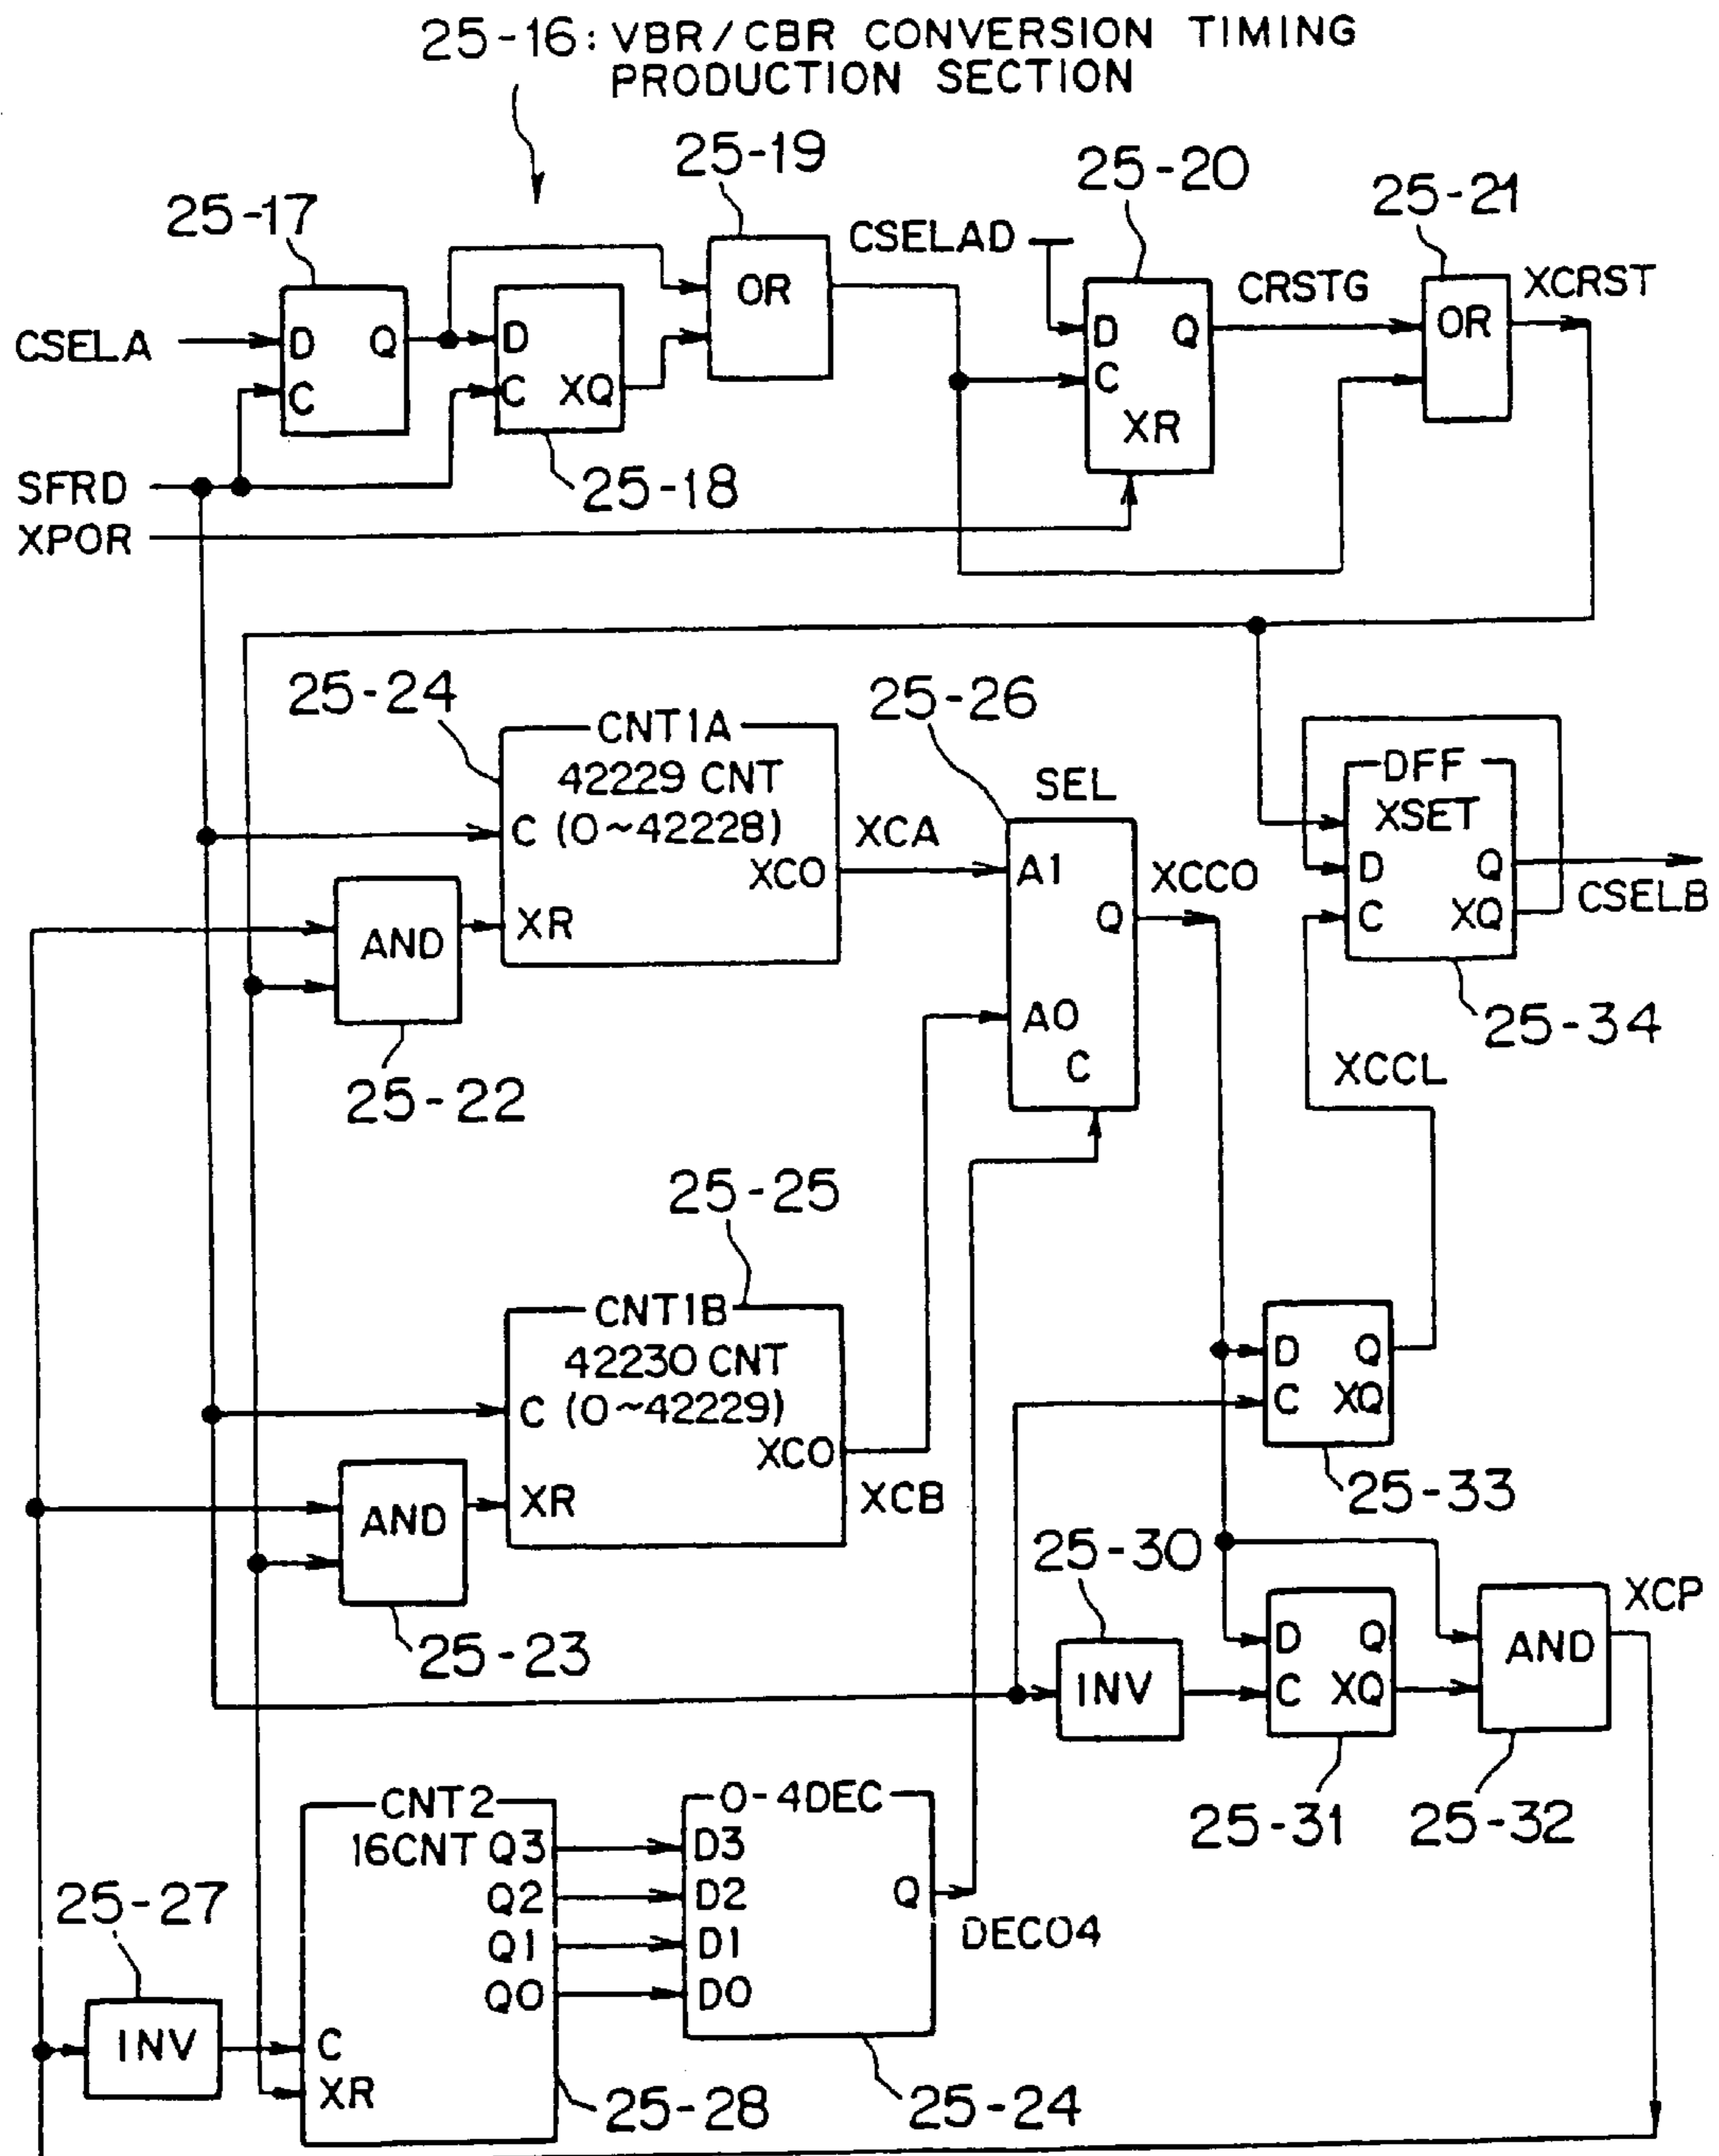 25-16: VBR/CBR CONVERSION TIMING
PRODUCTION SECTION
25-19
25-20
25-21
25-17
CSELAD
CRSTG
XCRST
OR
D Q
C
XR
OR
CSELA
D Q
C
D
C XQ
25-18
SFRD
XPOR
25-24
25-26
CNT1A
42229 CNT
C (0~42228)
XCO
XR
XCA
SEL
A1
Q
A0
C
XCCO
DFF
XSET
D Q
C XQ
CSELB
AND
25-22
25-34
XCCL
25-25
CNT1B
42230 CNT
C (0~42229)
XCO
XR
XCB
AND
25-23
D Q
C XQ
25-33
25-30
INV
D Q
C XQ
AND
XCP
25-31
25-32
CNT2
16CNT Q3
Q2
Q1
Q0
C
XR
0-4DEC
D3
D2
D1
D0
Q
DEC04
25-27
INV
25-28
25-24